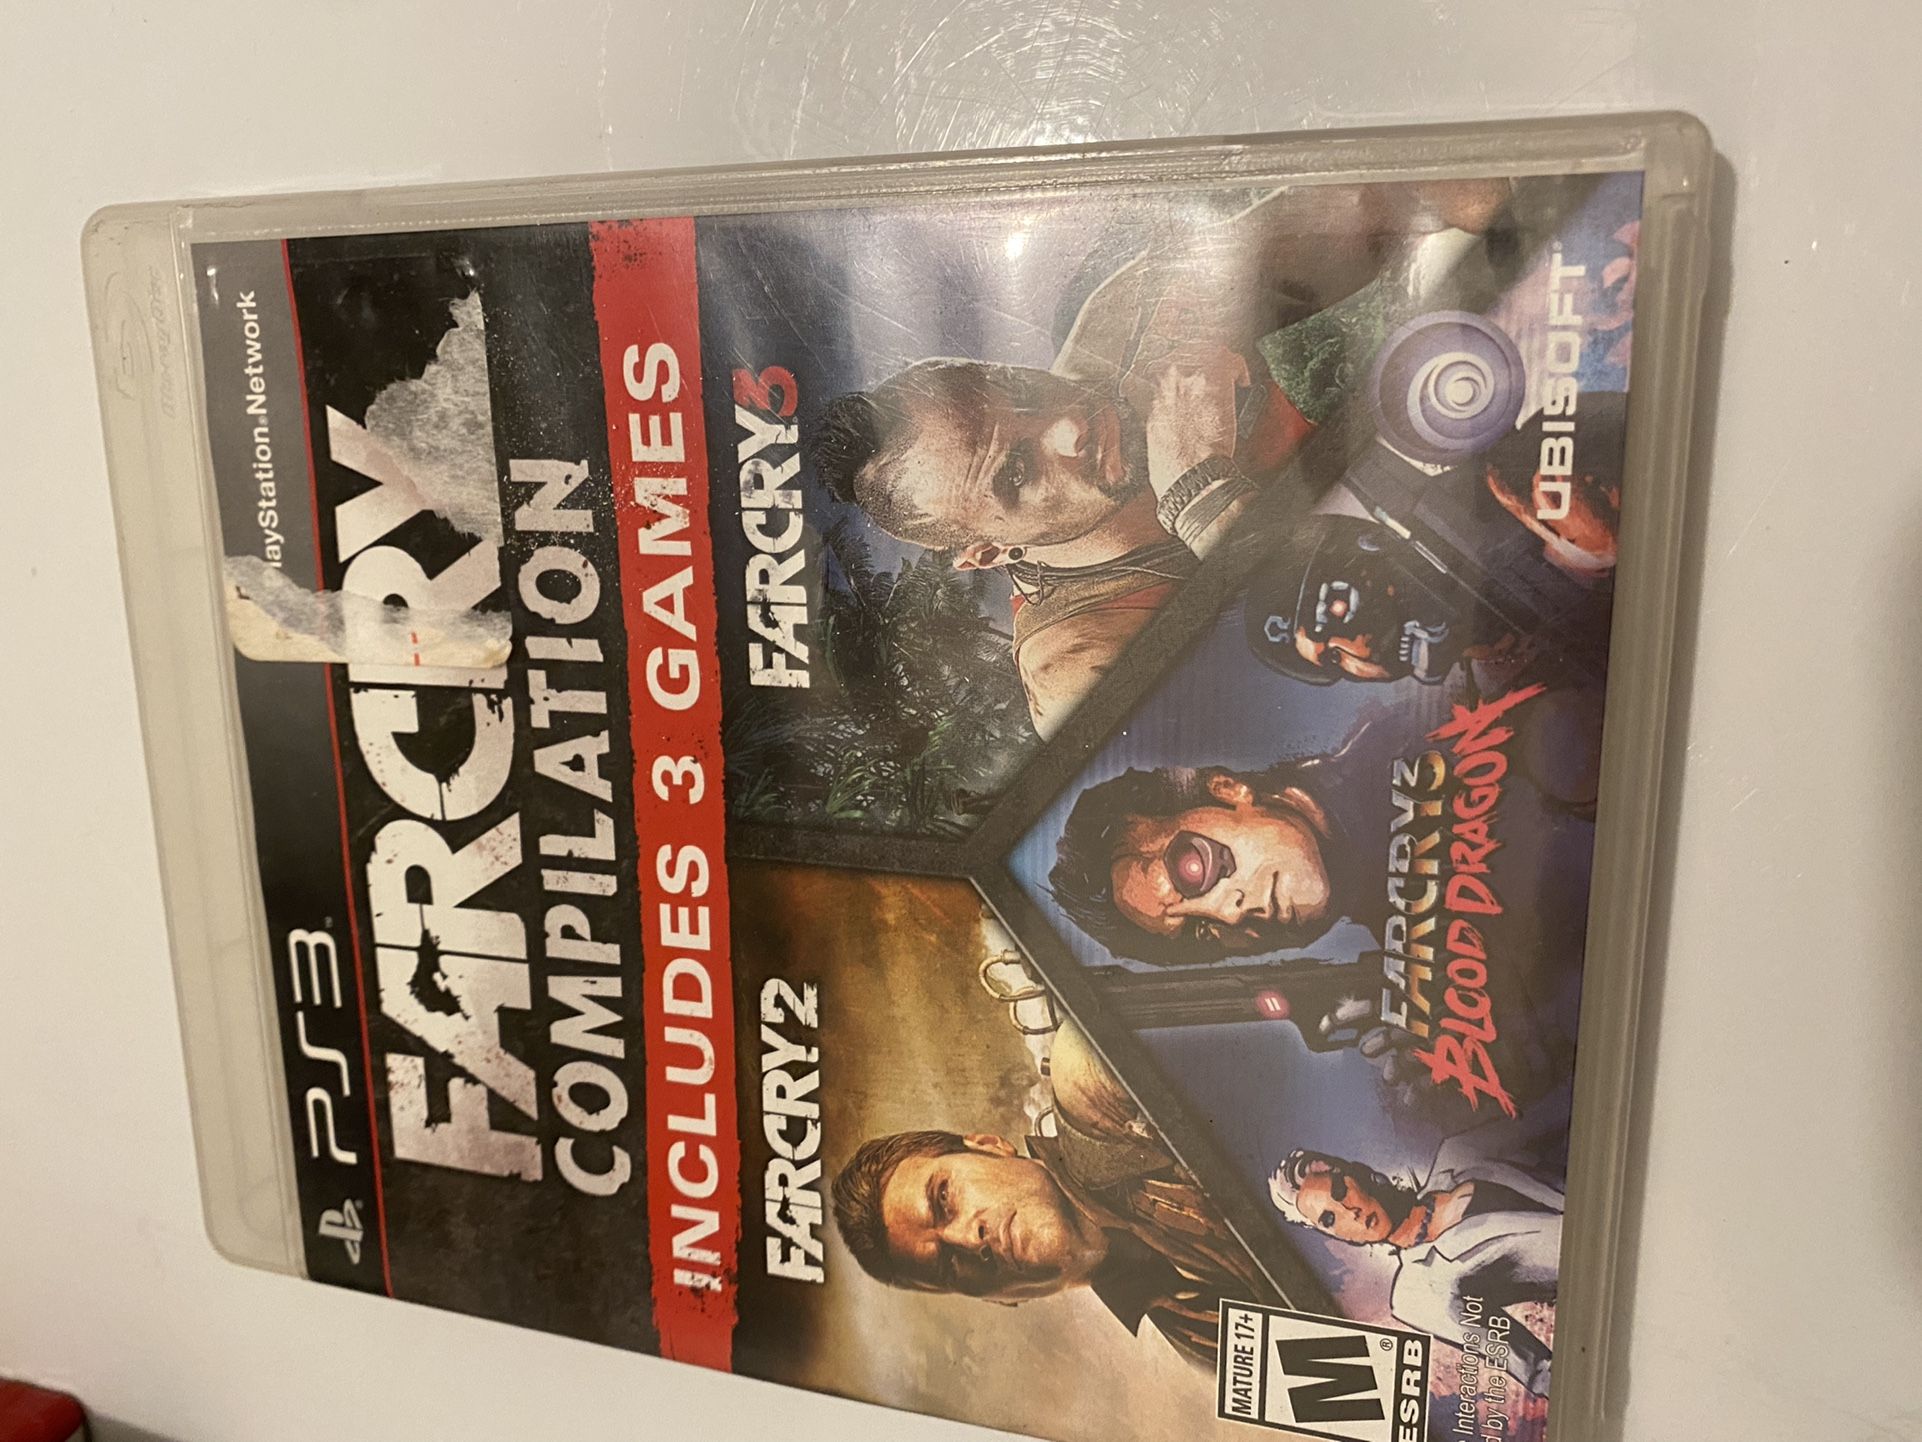 PS3™
PlayStation®Network
FARCRY
COMPILATION
INCLUDES 3 GAMES
FARCRY2
FARCRY3
FARCRY3
BLOOD DRAGON
MATURE 17+
M®
ESRB
Interactions Not
by the ESRB
UBISOFT